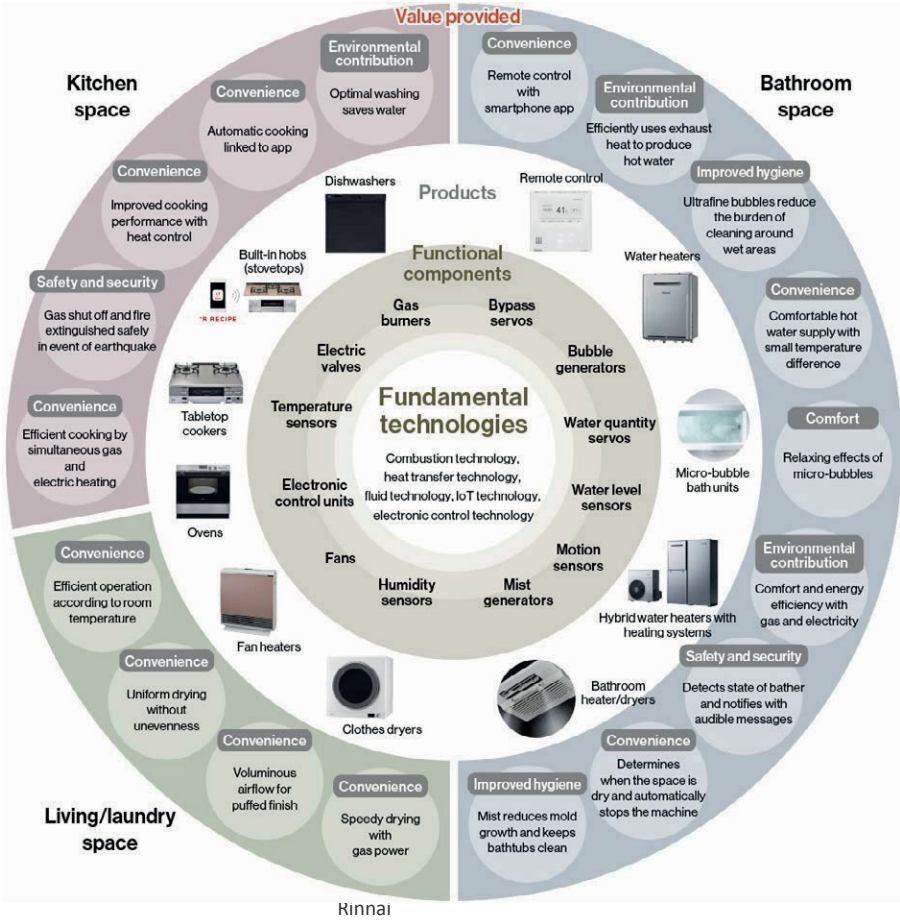 Value provided
Kitchen
space
Environmental
contribution
Optimal washing
saves water
Convenience
Automatic cooking
linked to app
Convenience
Improved cooking
performance with
heat control
Safety and security
Gas shut off and fire
extinguished safely
in event of earthquake
Convenience
Efficient cooking by
simultaneous gas
and
electric heating
Bathroom
space
Convenience
Remote control
with
smartphone app
Environmental
contribution
Efficiently uses exhaust
heat to produce
hot water
Improved hygiene
Ultrafine bubbles reduce
the burden of
cleaning around
wet areas
Convenience
Comfortable hot
water supply with
small temperature
difference
Comfort
Relaxing effects of
micro-bubbles
Environmental
contribution
Comfort and energy
efficiency with
gas and electricity
Safety and security
Detects state of bather
and notifies with
audible messages
Convenience
Determines
when the space is
dry and automatically
stops the machine
Improved hygiene
Mist reduces mold
growth and keeps
bathtubs clean
Living/laundry
space
Convenience
Efficient operation
according to room
temperature
Convenience
Uniform drying
without
unevenness
Convenience
Voluminous
airflow for
puffed finish
Convenience
Speedy drying
with
gas power
Products
Dishwashers
Remote control
41
Built-in hobs
(stovetops)
*R RECIPE
Water heaters
Tabletop
cookers
Micro-bubble
bath units
Ovens
Hybrid water heaters with
heating systems
Fan heaters
Bathroom
heater/dryers
Clothes dryers
Functional
components
Gas
burners
Bypass
servos
Electric
valves
Bubble
generators
Temperature
sensors
Water quantity
servos
Electronic
control units
Water level
sensors
Fans
Motion
sensors
Humidity
sensors
Mist
generators
Fundamental
technologies
Combustion technology,
heat transfer technology,
fluid technology, IoT technology,
electronic control technology
Rinnai